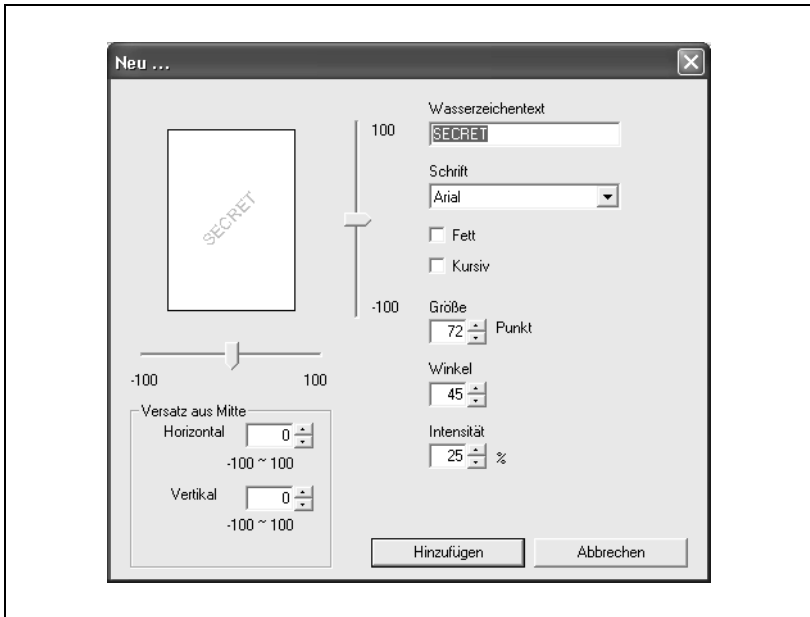 Neu ...
SECRET
100
-100
-100 100
Versatz aus Mitte
Horizontal 0
-100 ~ 100
Vertikal 0
-100 ~ 100
Wasserzeichentext
SECRET
Schrift
Arial
Fett
Kursiv
Größe
72 Punkt
Winkel
45
Intensität
25 %
Hinzufügen Abbrechen